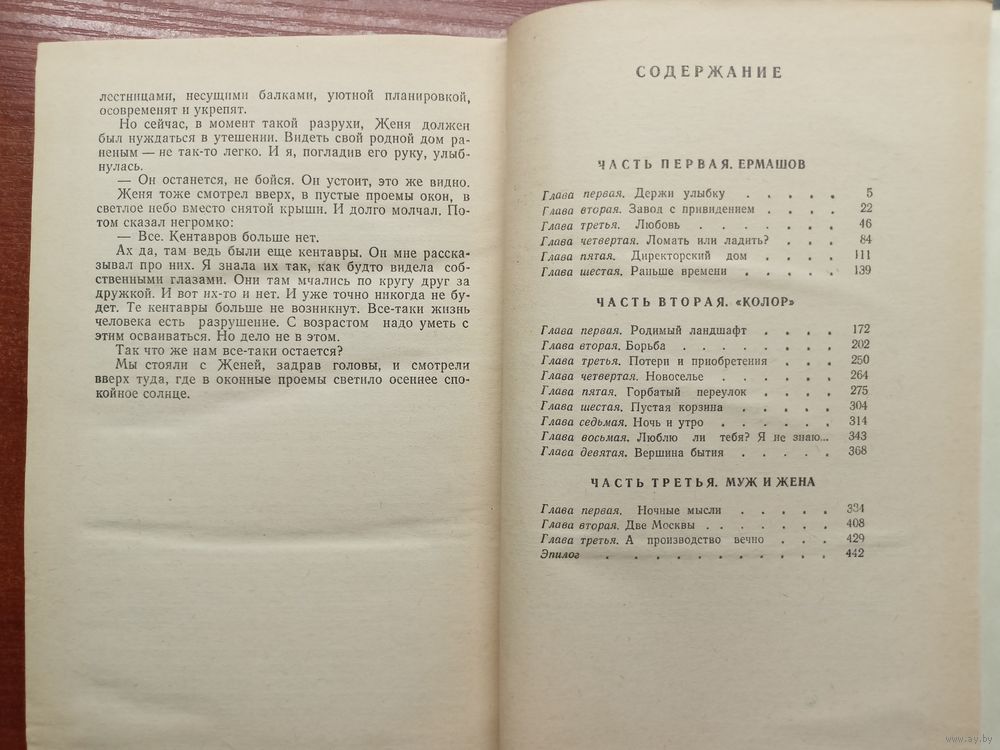 лестницами, несущими балками, уютной планировкой,
осовременят и укрепят.
Но сейчас, в момент такой разрухи, Женя должен
был нуждаться в утешении. Видеть свой родной дом ра-
неным — не так-то легко. И я, погладив его руку, улыб-
нулась.
— Он останется, не бойся. Он устоит, это же видно.
Женя тоже смотрел вверх, в пустые проемы окон, в
светлое небо вместо снятой крыши. И долго молчал. По-
том сказал негромко:
— Все. Кентавров больше нет.
Ах да, там ведь были еще кентавры. Он мне расска-
зывал про них. Я знала их так, как будто видела соб-
ственными глазами. Они там мчались по кругу друг за
дружкой. И вот их-то и нет. И уже точно никогда не бу-
дет. Те кентавры больше не возникнут. Все-таки жизнь
человека есть разрушение. С возрастом надо уметь с
этим осваиваться. Но дело не в этом.
Так что же нам все-таки остается?
Мы стояли с Женей, задрав головы, и смотрели
вверх туда, где в оконные проемы светило осеннее спо-
койное солнце.
СОДЕРЖАНИЕ
ЧАСТЬ ПЕРВАЯ. ЕРМАШОВ
Глава первая. Держи улыбку . . . . . 5
Глава вторая. Завод с привидением . . . . 22
Глава третья. Любовь . . . . . . 46
Глава четвертая. Ломать или ладить? . . . 84
Глава пятая. Директорский дом . . . . 111
Глава шестая. Раньше времени . . . . . 139
ЧАСТЬ ВТОРАЯ. «КОЛОР»
Глава первая. Родимый ландшафт . . . . 172
Глава вторая. Борьба . . . . . . . 202
Глава третья. Потери и приобретения . . . . 250
Глава четвертая. Новоселье . . . . . . 264
Глава пятая. Горбатый переулок . . . . 275
Глава шестая. Пустая корзина . . . . . 304
Глава седьмая. Ночь и утро . . . . . . 314
Глава восьмая. Люблю ли тебя? Я не знаю... 343
Глава девятая. Вершина бытия . . . . . 368
ЧАСТЬ ТРЕТЬЯ. МУЖ И ЖЕНА
Глава первая. Ночные мысли . . . . .
Глава вторая. Две Москвы . . . . . . 408
Глава третья. А производство вечно . . . 429
Эпилог . . . . . . . . . . . 442
www.ay.by